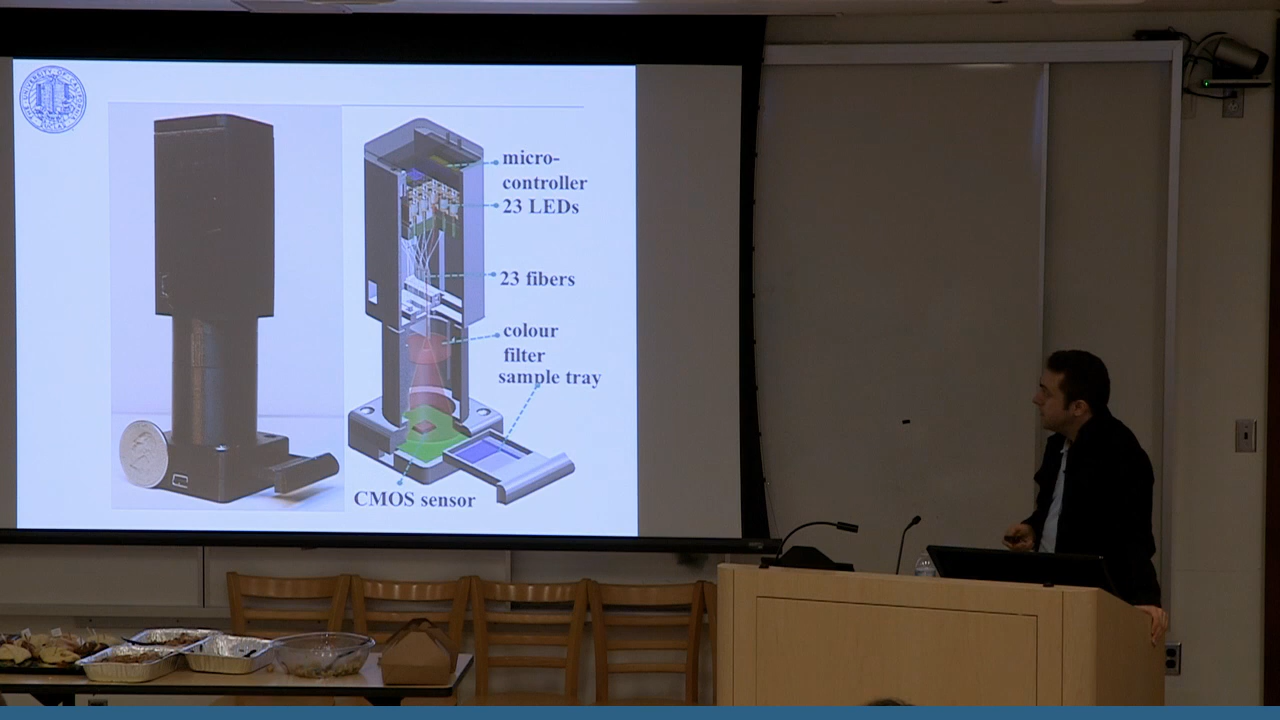 micro-
controller
23 LEDs
23 fibers
colour
filter
sample tray
CMOS sensor